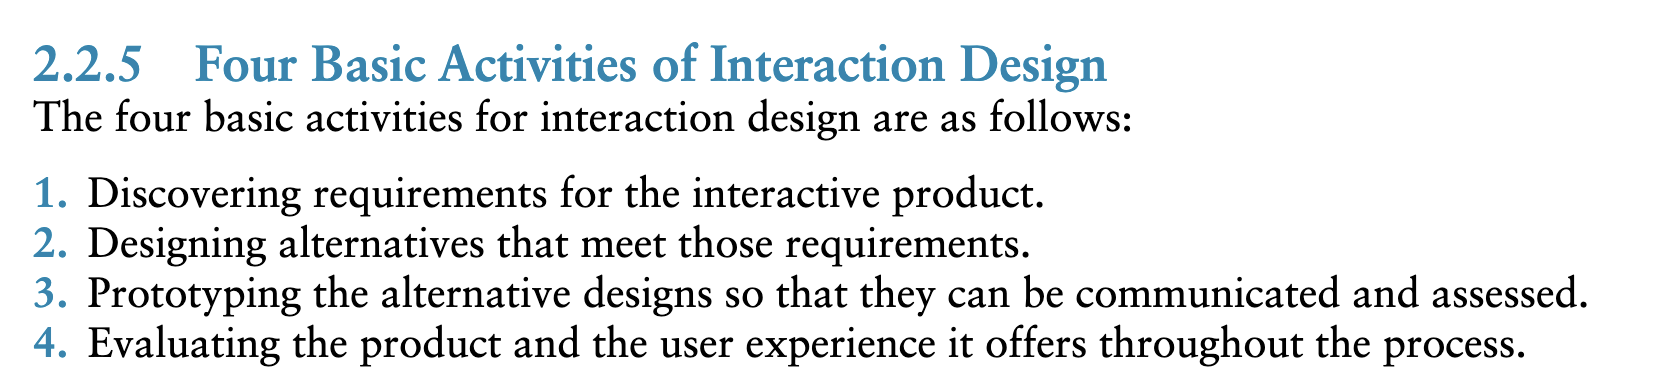 2.2.5 Four Basic Activities of Interaction Design
The four basic activities for interaction design are as follows:
1. Discovering requirements for the interactive product.
2. Designing alternatives that meet those requirements.
3. Prototyping the alternative designs so that they can be communicated and assessed.
4. Evaluating the product and the user experience it offers throughout the process.